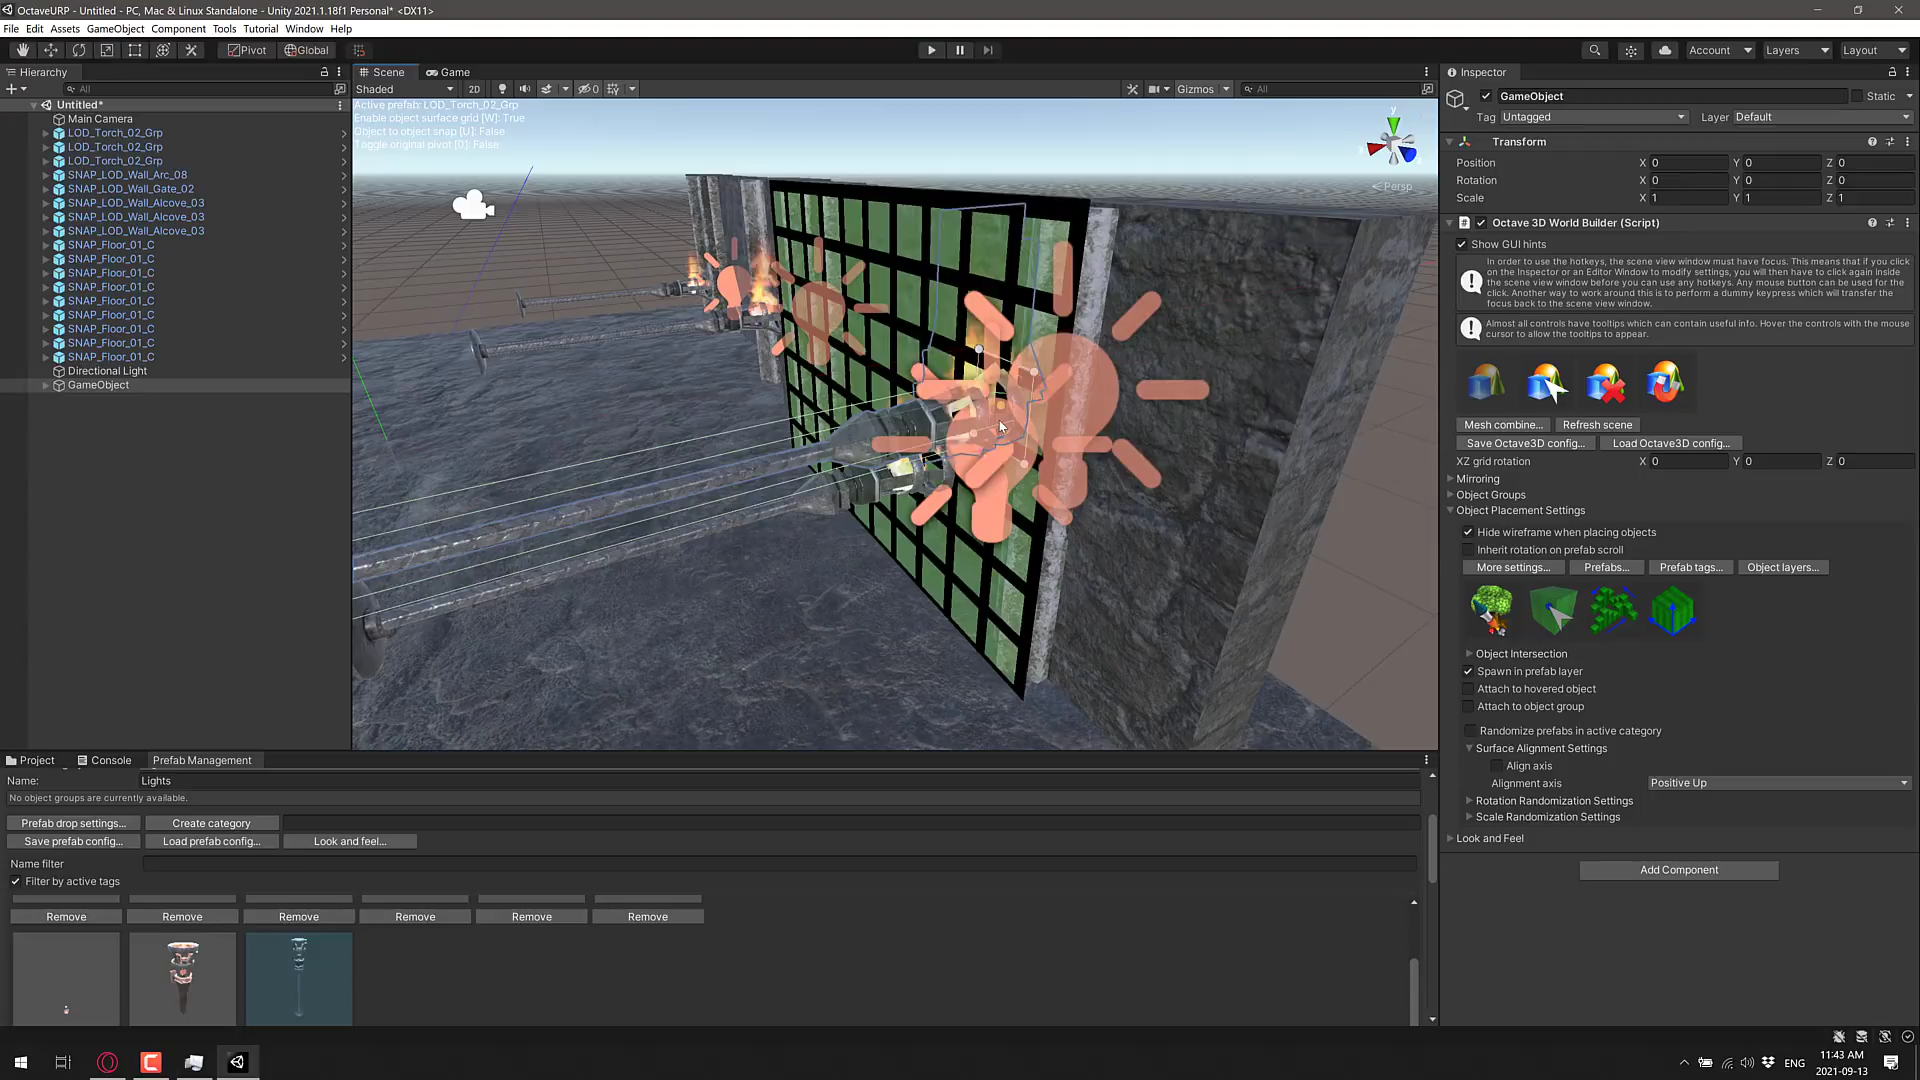 OctaveURP - Untitled - PC, Mac & Linux Standalone - Unity 2021.1.18f1 Personal* <DX11>
File Edit Assets GameObject Component Tools Tutorial Window Help
Pivot Global Account Layers Layout
Hierarchy
All
Untitled*
Main Camera
LOD_Torch_02_Grp
LOD_Torch_02_Grp
LOD_Torch_02_Grp
SNAP_LOD_Wall_Arc_08
SNAP_LOD_Wall_Gate_02
SNAP_LOD_Wall_Alcove_03
SNAP_LOD_Wall_Alcove_03
SNAP_LOD_Wall_Alcove_03
SNAP_Floor_01_C
SNAP_Floor_01_C
SNAP_Floor_01_C
SNAP_Floor_01_C
SNAP_Floor_01_C
SNAP_Floor_01_C
SNAP_Floor_01_C
SNAP_Floor_01_C
SNAP_Floor_01_C
Directional Light
GameObject
Scene Game
Shaded 2D 0 Gizmos All
Active prefab: LOD_Torch_02_Grp
Enable object surface grid [W]: True
Object to object snap [U]: False
Toggle original pivot [0]: False
y
Persp
Inspector
GameObject Static
Tag Untagged Layer Default
Transform
Position X 0 Y 0 Z 0
Rotation X 0 Y 0 Z 0
Scale X 1 Y 1 Z 1
Octave 3D World Builder (Script)
Show GUI hints
In order to use the hotkeys, the scene view window must have focus. This means that if you click
on the Inspector or an Editor Window to modify settings, you will then have to click again inside
the scene view window before you can use any hotkeys. Any mouse button can be used for the
click. Another way to work around this is to perform a dummy keypress which will transfer the
focus back to the scene view window.
Almost all controls have tooltips which can contain useful info. Hover the controls with the mouse
cursor to allow the tooltips to appear.
Mesh combine... Refresh scene
Save Octave3D config... Load Octave3D config...
XZ grid rotation X 0 Y 0 Z 0
Mirroring
Object Groups
Object Placement Settings
Hide wireframe when placing objects
Inherit rotation on prefab scroll
More settings... Prefabs... Prefab tags... Object layers...
Object Intersection
Spawn in prefab layer
Attach to hovered object
Attach to object group
Randomize prefabs in active category
Surface Alignment Settings
Align axis
Alignment axis Positive Up
Rotation Randomization Settings
Scale Randomization Settings
Look and Feel
Add Component
Project Console Prefab Management
Name: Lights
No object groups are currently available.
Prefab drop settings... Create category
Save prefab config... Load prefab config... Look and feel...
Name filter
Filter by active tags
Remove Remove Remove Remove Remove Remove
ENG
11:43 AM
2021-09-13